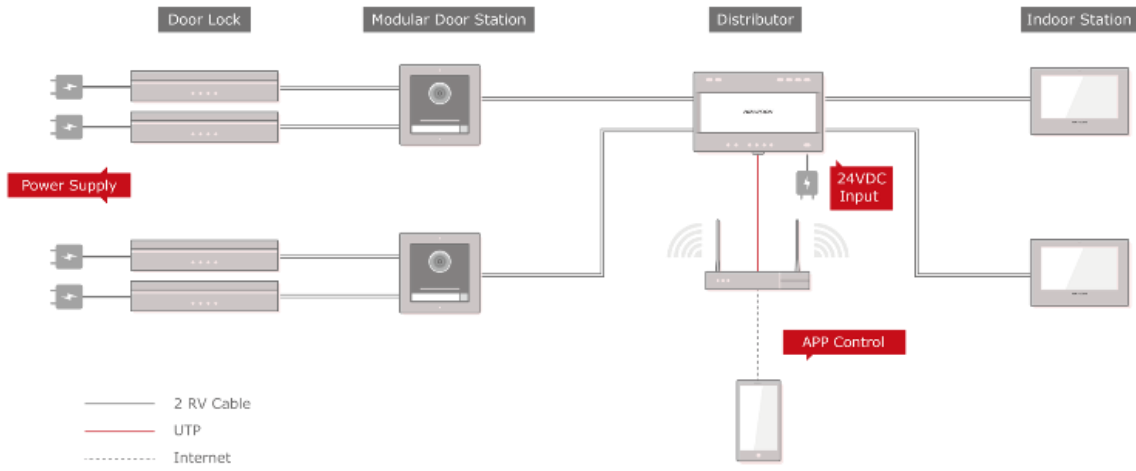 Door Lock
Modular Door Station
Distributor
Indoor Station
Power Supply
24VDC
Input
APP Control
2 RV Cable
UTP
Internet